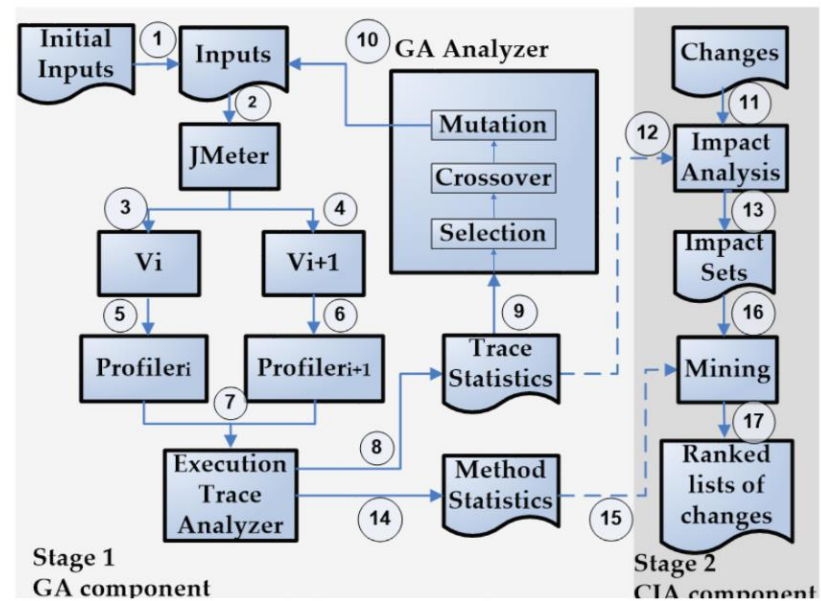 Initial
Inputs
1
Inputs
10
GA Analyzer
Changes
2
11
Mutation
12
JMeter
Impact
Analysis
Crossover
3
4
13
Selection
Vi
Vi+1
Impact
Sets
5
6
9
16
Profileri
Profileri+1
Trace
Statistics
Mining
7
8
17
Execution
Trace
Analyzer
Method
Statistics
Ranked
lists of
changes
14
15
Stage 1
GA component
Stage 2
CIA component